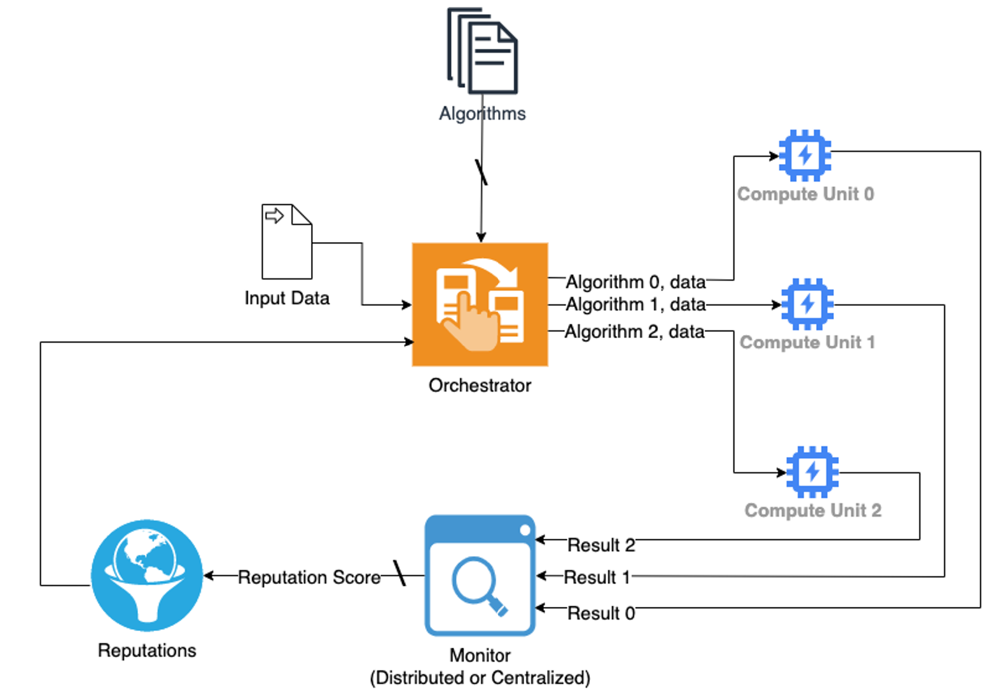 Algorithms
Compute Unit 0
Input Data
Algorithm 0, data
Algorithm 1, data
Algorithm 2, data
Compute Unit 1
Orchestrator
Compute Unit 2
Result 2
Reputation Score
Result 1
Result 0
Reputations
Monitor
(Distributed or Centralized)